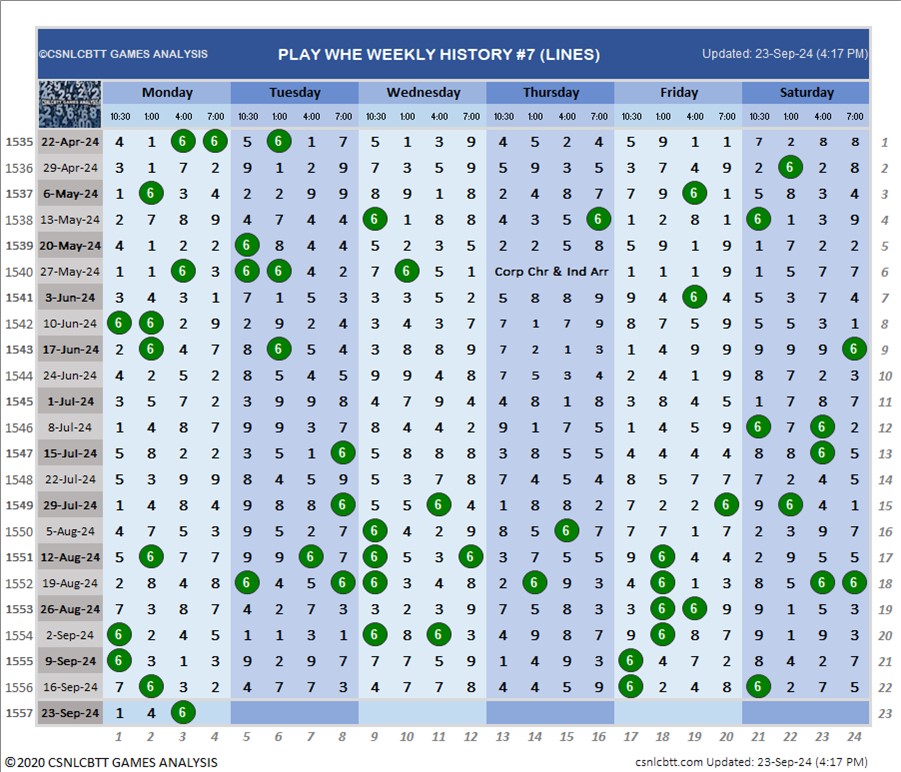 ©CSNLCBTT GAMES ANALYSIS PLAY WHE WEEKLY HISTORY #7 (LINES) Updated: 23-Sep-24 (4:17 PM)
Monday Tuesday Wednesday Thursday Friday Saturday
10:30 1:00 4:00 7:00 10:30 1:00 4:00 7:00 10:30 1:00 4:00 7:00 10:30 1:00 4:00 7:00 10:30 1:00 4:00 7:00 10:30 1:00 4:00 7:00
1535 22-Apr-24 4 1 6 6 5 6 1 7 5 1 3 9 4 5 2 4 5 9 1 1 7 2 8 8 1
1536 29-Apr-24 3 1 7 2 9 1 2 9 7 3 5 9 5 9 3 5 3 7 4 9 2 6 2 8 2
1537 6-May-24 1 6 3 4 2 2 9 9 8 9 1 8 2 4 8 7 7 9 6 1 5 8 3 4 3
1538 13-May-24 2 7 8 9 4 7 4 4 6 1 8 8 4 3 5 6 1 2 8 1 6 1 3 9 4
1539 20-May-24 4 1 2 2 6 8 4 4 5 2 3 5 2 2 5 8 5 9 1 9 1 7 2 2 5
1540 27-May-24 1 1 6 3 6 6 4 2 7 6 5 1 Corp Chr & Ind Arr 1 1 1 9 1 5 7 7 6
1541 3-Jun-24 3 4 3 1 7 1 5 3 3 3 5 2 5 8 8 9 9 4 6 4 5 3 7 4 7
1542 10-Jun-24 6 6 2 9 2 9 2 4 3 4 3 7 7 1 7 9 8 7 5 9 5 5 3 1 8
1543 17-Jun-24 2 6 4 7 8 6 5 4 3 8 8 9 7 2 1 3 1 4 9 9 9 9 9 6 9
1544 24-Jun-24 4 2 5 2 8 5 4 5 9 9 4 8 7 5 3 4 2 4 1 9 8 7 2 3 10
1545 1-Jul-24 3 5 7 2 3 9 9 8 4 7 9 4 4 8 1 8 3 8 4 5 1 7 8 7 11
1546 8-Jul-24 1 4 8 7 9 9 3 7 8 4 4 2 9 1 7 5 1 4 5 9 6 7 6 2 12
1547 15-Jul-24 5 8 2 2 3 5 1 6 9 8 8 8 3 8 5 5 4 4 4 4 8 8 6 5 13
1548 22-Jul-24 5 3 9 9 8 4 5 9 5 3 7 8 7 4 5 4 8 5 7 7 7 2 4 5 14
1549 29-Jul-24 1 4 8 4 9 8 8 6 5 5 6 4 1 8 8 2 7 2 2 6 9 6 4 1 15
1550 5-Aug-24 4 7 5 3 9 5 2 7 6 4 2 9 8 5 6 7 7 7 1 7 2 3 9 7 16
1551 12-Aug-24 5 6 7 7 9 9 6 7 6 5 3 6 3 7 5 5 9 6 4 4 2 9 5 5 17
1552 19-Aug-24 2 8 4 8 6 4 5 6 6 3 4 8 2 6 9 3 4 6 1 3 8 5 6 6 18
1553 26-Aug-24 7 3 8 7 4 2 7 3 3 2 3 9 7 5 8 3 3 6 6 9 9 1 5 3 19
1554 2-Sep-24 6 2 4 5 1 1 3 1 6 8 6 3 4 9 8 7 9 6 8 7 9 1 9 3 20
1555 9-Sep-24 6 3 1 3 9 2 9 7 7 7 5 9 1 4 9 3 6 4 7 2 8 4 2 7 21
1556 16-Sep-24 7 6 3 2 4 7 7 3 4 7 7 8 4 4 5 9 6 2 4 8 6 2 7 5 22
1557 23-Sep-24 1 4 6 23
1 2 3 4 5 6 7 8 9 10 11 12 13 14 15 16 17 18 19 20 21 22 23 24
©2020 CSNLCBTT GAMES ANALYSIS csnlcbtt.com Updated: 23-Sep-24 (4:17 PM)